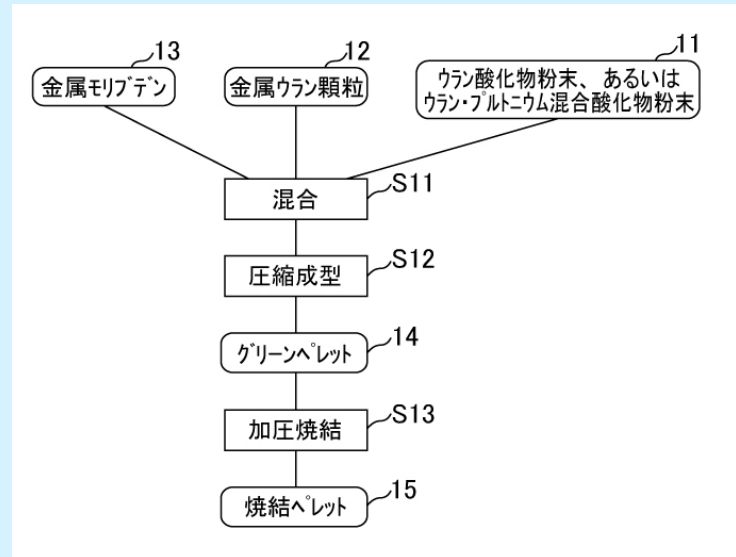 13
金属ﾓﾘﾌﾞﾃﾞﾝ
12
金属ウラン顆粒
11
ウラン酸化物粉末、あるいは
ウラン・ﾌﾟﾙﾄﾆｳﾑ混合酸化物粉末
混合
S11
圧縮成型
S12
ｸﾞﾘｰﾝﾍﾟﾚｯﾄ
14
加圧焼結
S13
焼結ﾍﾟﾚｯﾄ
15